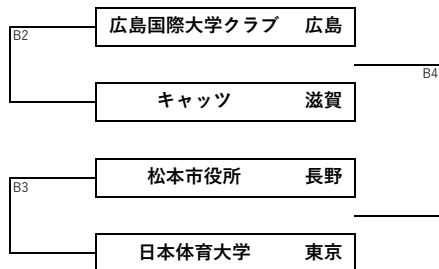 広島国際大学クラブ 広島
B2
B4
キャッツ 滋賀
松本市役所 長野
B3
日本体育大学 東京